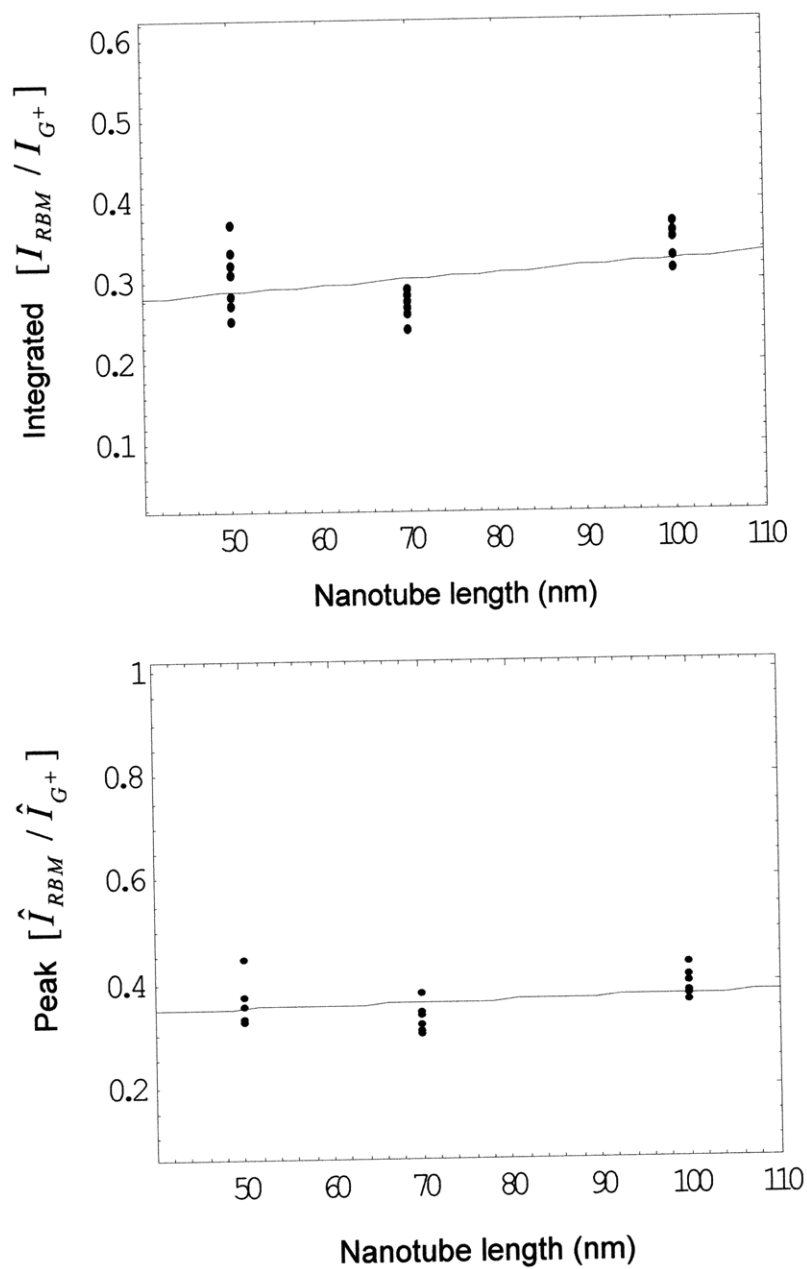 0.6
0.5
0.4
0.3
0.2
0.1
Integrated [I_RBM / I_G+]
50 60 70 80 90 100 110
Nanotube length (nm)
1
0.8
0.6
0.4
0.2
Peak [Î_RBM / Î_G+]
50 60 70 80 90 100 110
Nanotube length (nm)